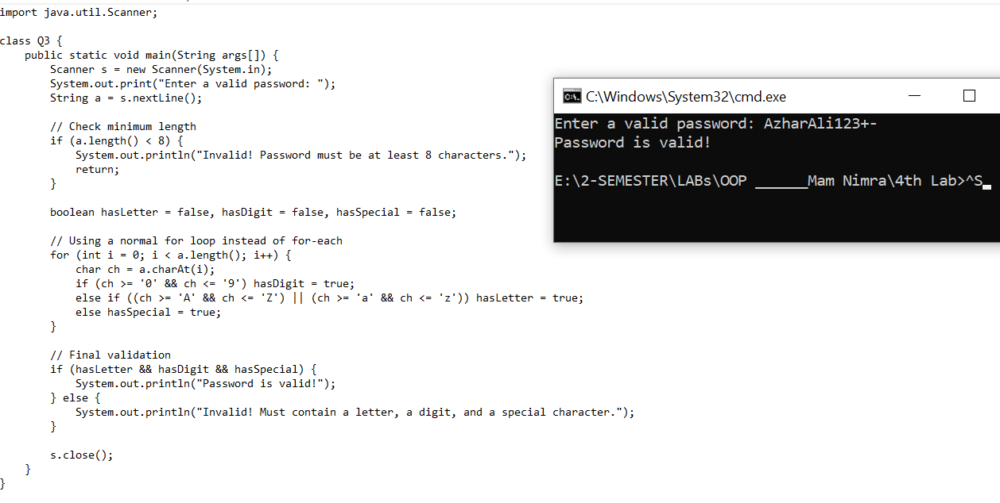 import java.util.Scanner;

class Q3 {
    public static void main(String args[]) {
        Scanner s = new Scanner(System.in);
        System.out.print("Enter a valid password: ");
        String a = s.nextLine();

        // Check minimum length
        if (a.length() < 8) {
            System.out.println("Invalid! Password must be at least 8 characters.");
            return;
        }

        boolean hasLetter = false, hasDigit = false, hasSpecial = false;

        // Using a normal for loop instead of for-each
        for (int i = 0; i < a.length(); i++) {
            char ch = a.charAt(i);
            if (ch >= '0' && ch <= '9') hasDigit = true;
            else if ((ch >= 'A' && ch <= 'Z') || (ch >= 'a' && ch <= 'z')) hasLetter = true;
            else hasSpecial = true;
        }

        // Final validation
        if (hasLetter && hasDigit && hasSpecial) {
            System.out.println("Password is valid!");
        } else {
            System.out.println("Invalid! Must contain a letter, a digit, and a special character.");
        }

        s.close();
    }
}
C:\Windows\System32\cmd.exe
Enter a valid password: AzharAli123+-
Password is valid!

E:\2-SEMESTER\LABs\OOP ______Mam Nimra\4th Lab>^S